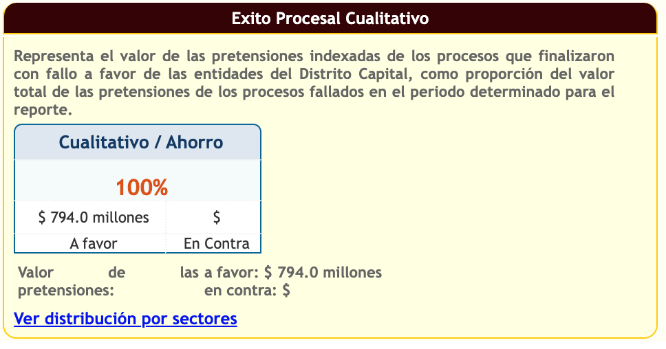 Exito Procesal Cualitativo
Representa el valor de las pretensiones indexadas de los procesos que finalizaron
con fallo a favor de las entidades del Distrito Capital, como proporción del valor
total de las pretensiones de los procesos fallados en el periodo determinado para el
reporte.
Cualitativo / Ahorro
100%
$ 794.0 millones $
A favor En Contra
Valor de las a favor: $ 794.0 millones
pretensiones: en contra: $
Ver distribución por sectores